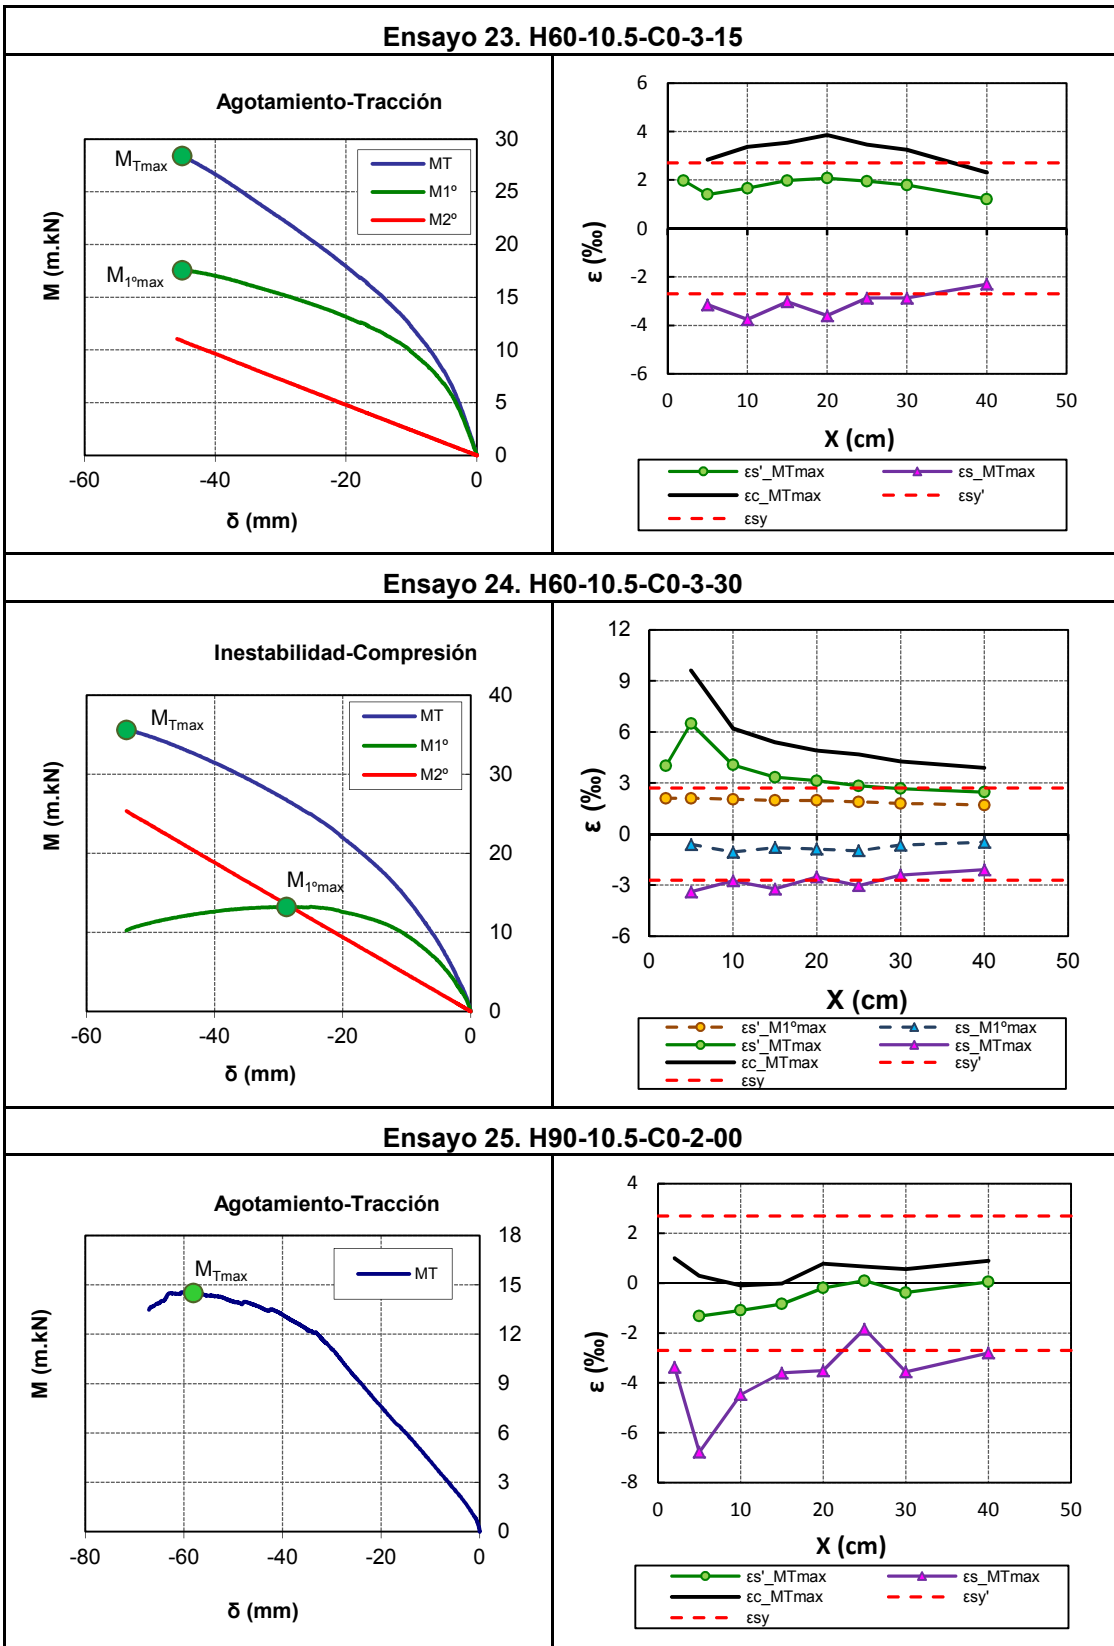 Ensayo 23. H60-10.5-C0-3-15
Agotamiento-Tracción
M (m.kN)
30
25
20
15
10
5
0
-60 -40 -20 0
δ (mm)
MTmax
M1ºmax
MT
M1º
M2º
ε (‰)
6
4
2
0
-2
-4
-6
0 10 20 30 40 50
X (cm)
εs'_MTmax εs_MTmax
εc_MTmax εsy'
εsy
Ensayo 24. H60-10.5-C0-3-30
Inestabilidad-Compresión
M (m.kN)
40
30
20
10
0
-60 -40 -20 0
δ (mm)
MTmax
M1ºmax
MT
M1º
M2º
ε (‰)
12
9
6
3
0
-3
-6
0 10 20 30 40 50
X (cm)
εs'_M1ºmax εs_M1ºmax
εs'_MTmax εs_MTmax
εc_MTmax εsy'
εsy
Ensayo 25. H90-10.5-C0-2-00
Agotamiento-Tracción
M (m.kN)
18
15
12
9
6
3
0
-80 -60 -40 -20 0
δ (mm)
MTmax
MT
ε (‰)
4
2
0
-2
-4
-6
-8
0 10 20 30 40 50
X (cm)
εs'_MTmax εs_MTmax
εc_MTmax εsy'
εsy